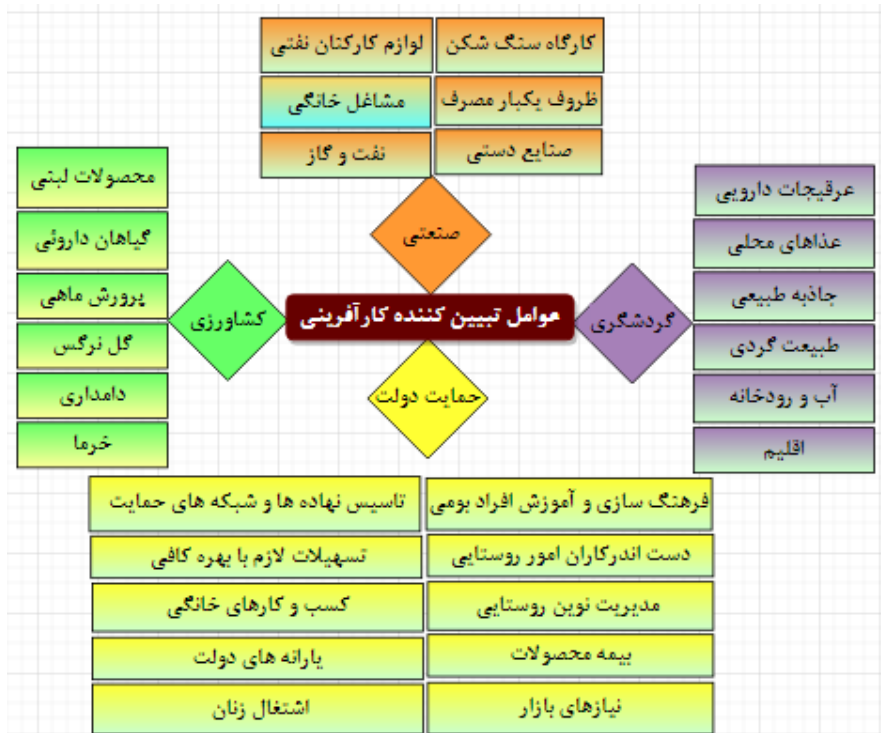 کارگاه سنگ شکن
لوازم کارکنان نفتی
ظروف یکبار مصرف
مشاغل خانگی
صنایع دستی
نفت و گاز
صنعتی
عرقیجات دارویی
عذاهای محلی
جاذبه طبیعی
طبیعت گردی
آب و رودخانه
اقلیم
گردشگری
عوامل تبیین کننده کارآفرینی
کشاورزی
محصولات لبنی
گیاهان داروئی
پرورش ماهی
گل نرگس
دامداری
خرما
حمایت دولت
فرهنگ سازی و آموزش افراد بومی
تاسیس نهاده ها و شبکه های حمایت
دست اندرکاران امور روستایی
تسهیلات لازم با بهره کافی
مدیریت نوین روستایی
کسب و کارهای خانگی
بیمه محصولات
یارانه های دولت
نیازهای بازار
اشتغال زنان